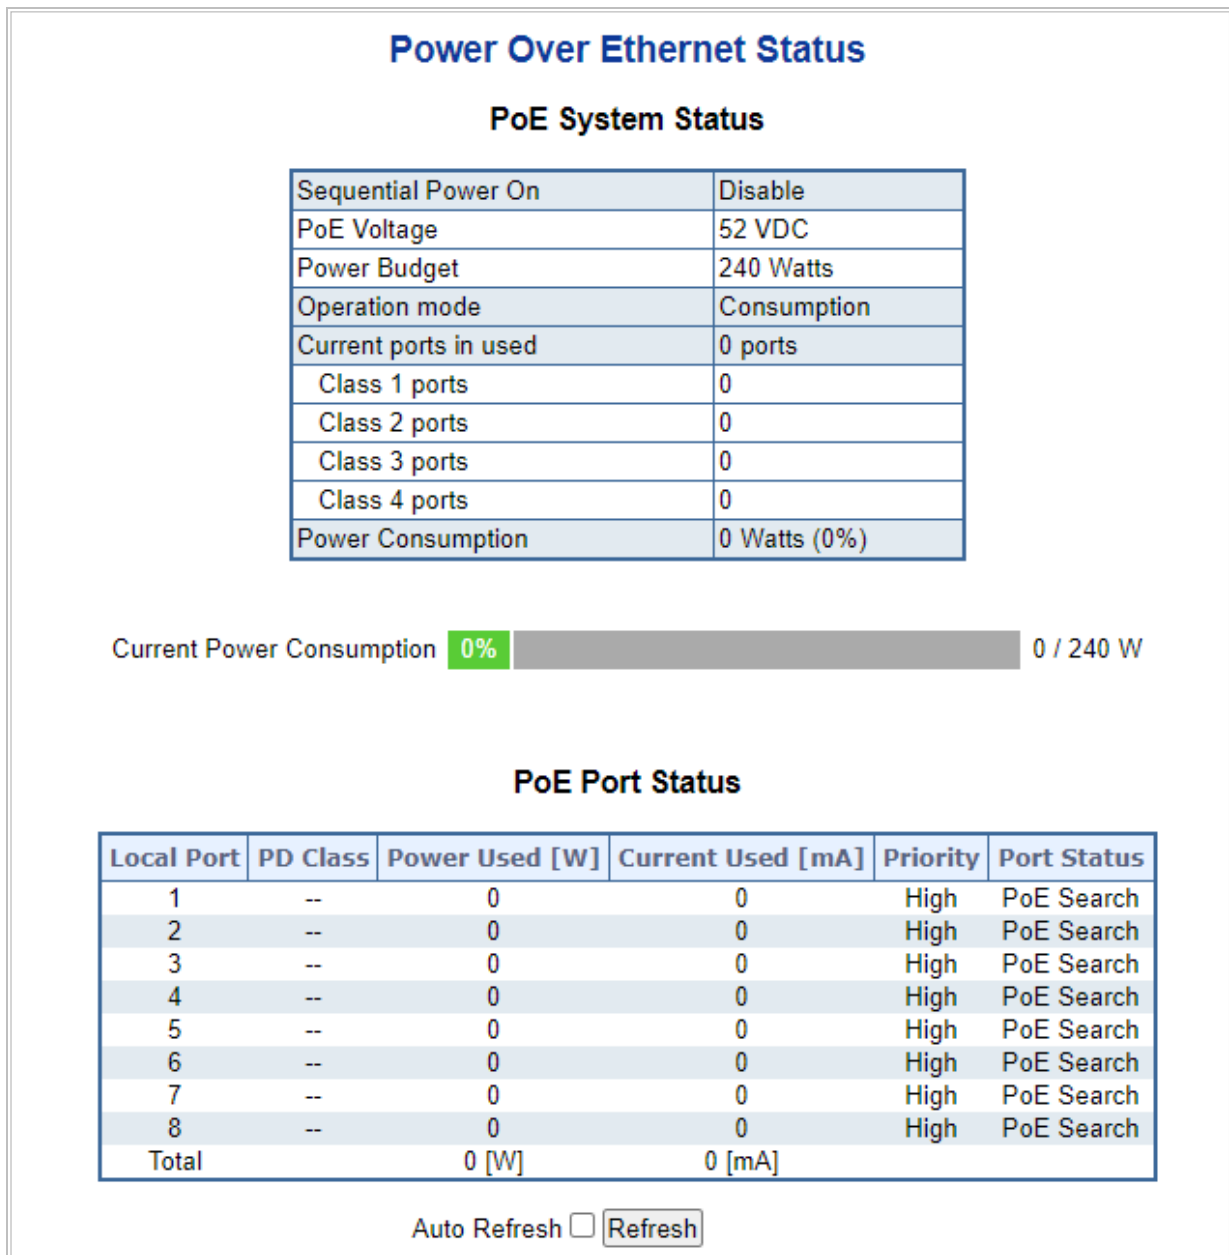 Power Over Ethernet Status
PoE System Status
Sequential Power On Disable
PoE Voltage 52 VDC
Power Budget 240 Watts
Operation mode Consumption
Current ports in used 0 ports
Class 1 ports 0
Class 2 ports 0
Class 3 ports 0
Class 4 ports 0
Power Consumption 0 Watts (0%)
Current Power Consumption 0% 0 / 240 W
PoE Port Status
Local Port PD Class Power Used [W] Current Used [mA] Priority Port Status
1 -- 0 0 High PoE Search
2 -- 0 0 High PoE Search
3 -- 0 0 High PoE Search
4 -- 0 0 High PoE Search
5 -- 0 0 High PoE Search
6 -- 0 0 High PoE Search
7 -- 0 0 High PoE Search
8 -- 0 0 High PoE Search
Total 0 [W] 0 [mA]
Auto Refresh Refresh